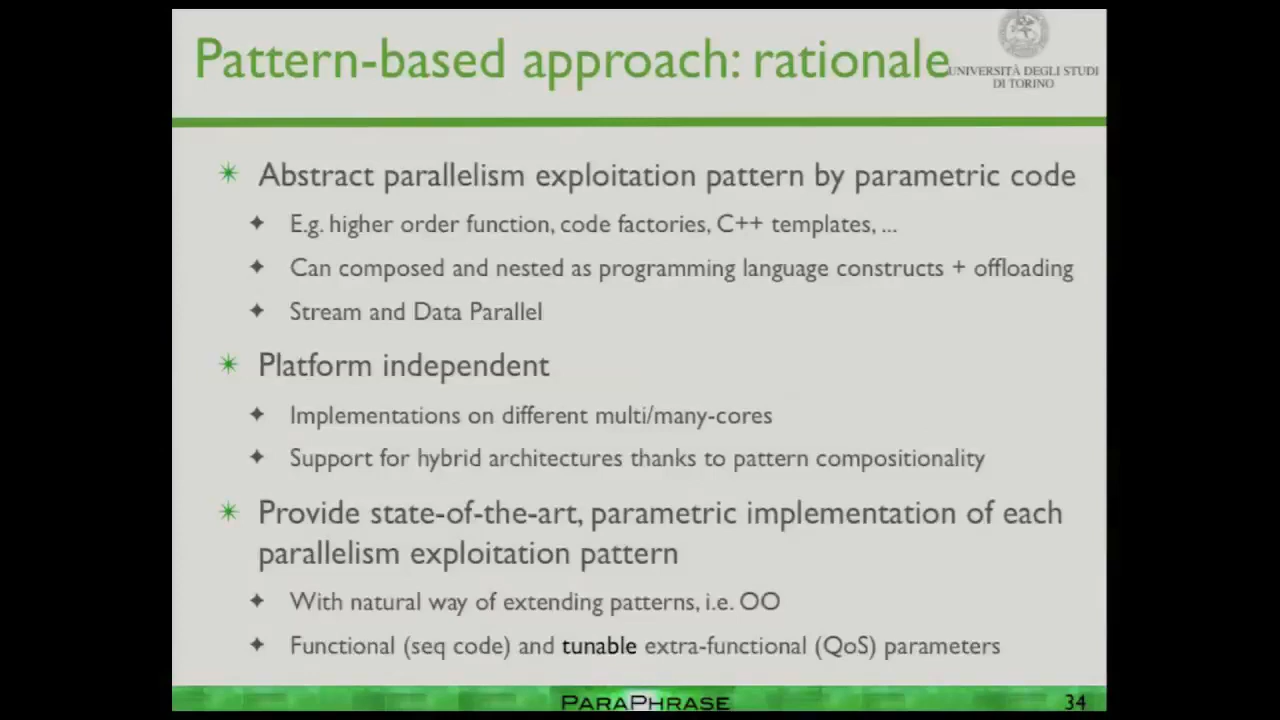 Pattern-based approach: rationale
UNIVERSITÀ DEGLI STUDI
DI TORINO
Abstract parallelism exploitation pattern by parametric code
E.g. higher order function, code factories, C++ templates, ...
Can composed and nested as programming language constructs + offloading
Stream and Data Parallel
Platform independent
Implementations on different multi/many-cores
Support for hybrid architectures thanks to pattern compositionality
Provide state-of-the-art, parametric implementation of each
parallelism exploitation pattern
With natural way of extending patterns, i.e. OO
Functional (seq code) and tunable extra-functional (QoS) parameters
PARAPHRASE
34